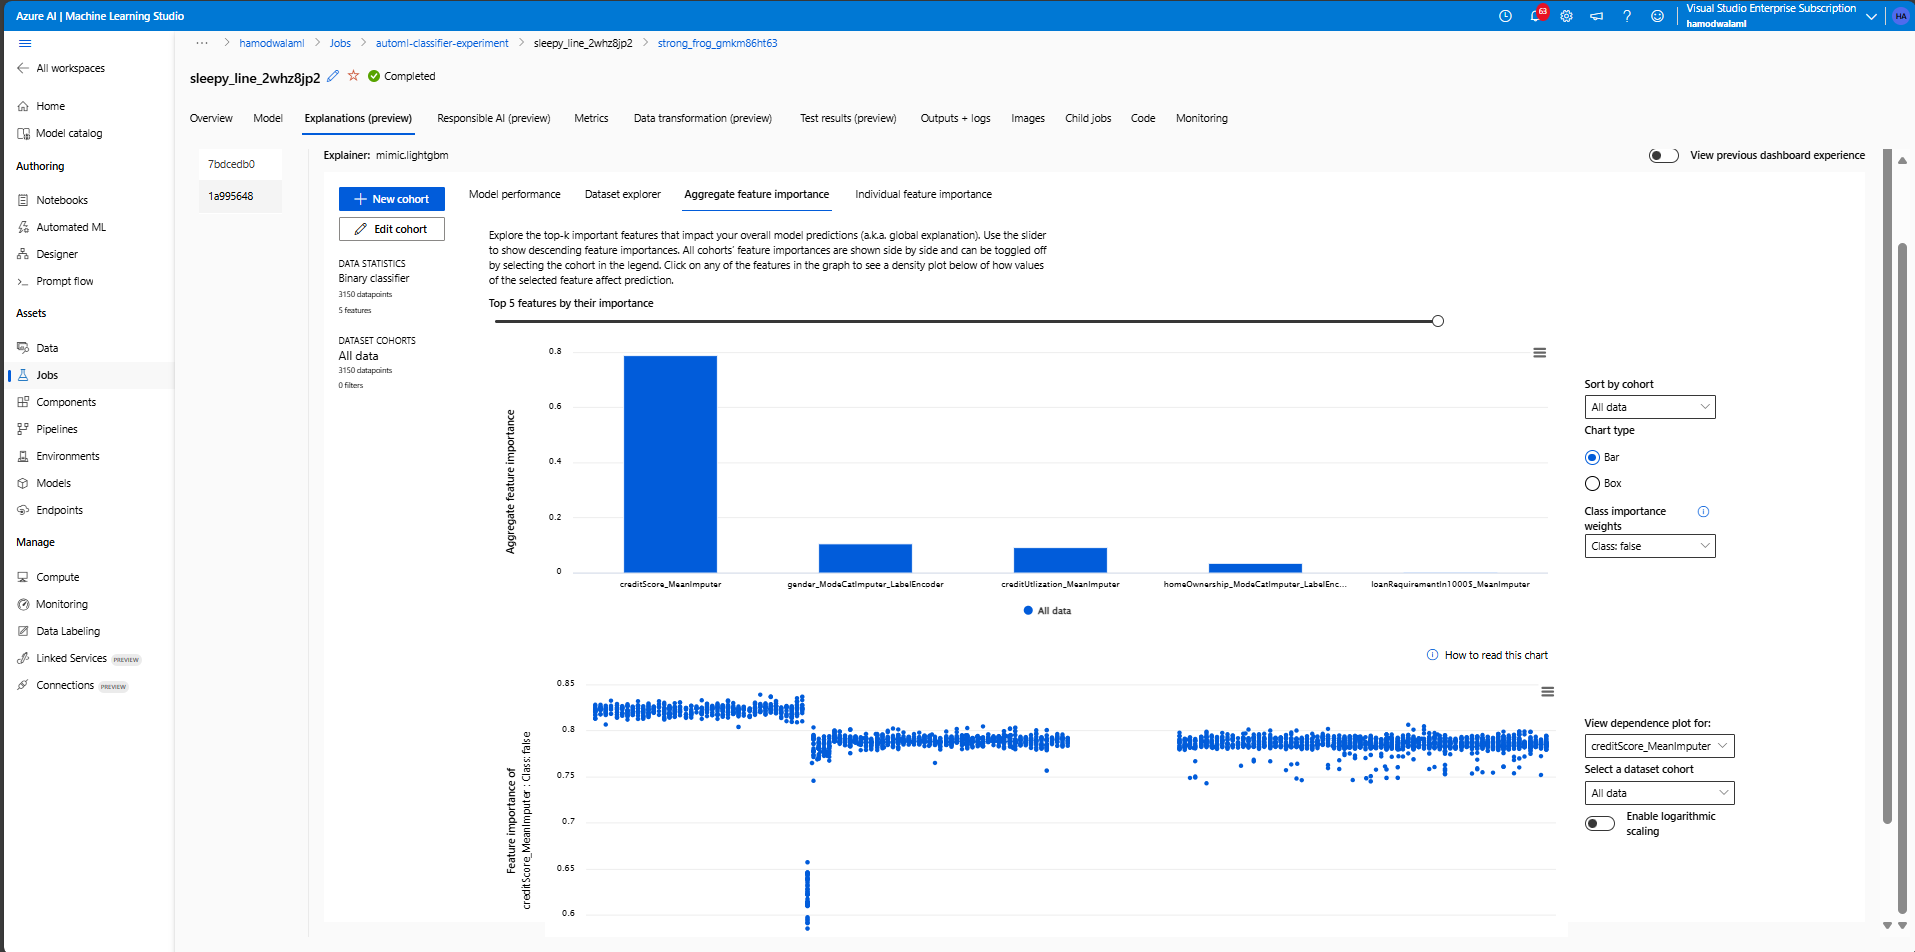 Azure AI | Machine Learning Studio
63
Visual Studio Enterprise Subscription
hamodwalaml
HA
... > hamodwalaml > Jobs > automl-classifier-experiment > sleepy_line_2whz8jp2 > strong_frog_gmkm86ht63
All workspaces
Home
Model catalog
Authoring
Notebooks
Automated ML
Designer
Prompt flow
Assets
Data
Jobs
Components
Pipelines
Environments
Models
Endpoints
Manage
Compute
Monitoring
Data Labeling
Linked Services PREVIEW
Connections PREVIEW
sleepy_line_2whz8jp2 Completed
Overview Model Explanations (preview) Responsible AI (preview) Metrics Data transformation (preview) Test results (preview) Outputs + logs Images Child jobs Code Monitoring
7bdcedb0
1a995648
Explainer: mimic.lightgbm
View previous dashboard experience
New cohort
Edit cohort
DATA STATISTICS
Binary classifier
3150 datapoints
5 features
DATASET COHORTS
All data
3150 datapoints
0 filters
Model performance Dataset explorer Aggregate feature importance Individual feature importance
Explore the top-k important features that impact your overall model predictions (a.k.a. global explanation). Use the slider
to show descending feature importances. All cohorts' feature importances are shown side by side and can be toggled off
by selecting the cohort in the legend. Click on any of the features in the graph to see a density plot below of how values
of the selected feature affect prediction.
Top 5 features by their importance
Aggregate feature importance
0.8
0.6
0.4
0.2
0
creditScore_MeanImputer gender_ModeCatImputer_LabelEncoder creditUtlization_MeanImputer homeOwnership_ModeCatImputer_LabelEnc... loanRequirementIn1000$_MeanImputer
All data
Sort by cohort
All data
Chart type
Bar
Box
Class importance
weights
Class: false
How to read this chart
Feature importance of
creditScore_MeanImputer : Class: false
0.85
0.8
0.75
0.7
0.65
0.6
View dependence plot for:
creditScore_MeanImputer
Select a dataset cohort
All data
Enable logarithmic
scaling